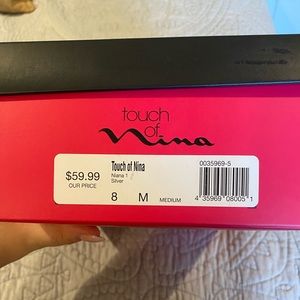 touch
of
Nina
$59.99
OUR PRICE
Touch of Nina
Niana 1
Silver
8 M MEDIUM
0035969-5
4 35969 08005 1